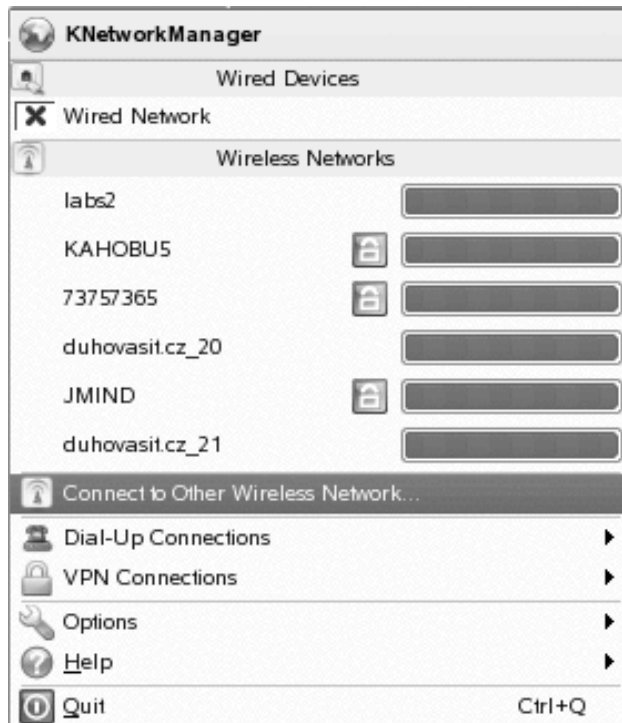 KNetworkManager
Wired Devices
Wired Network
Wireless Networks
labs2
KAHOBU5
73757365
duhovasit.cz_20
JMIND
duhovasit.cz_21
Connect to Other Wireless Network...
Dial-Up Connections
VPN Connections
Options
Help
Quit Ctrl+Q